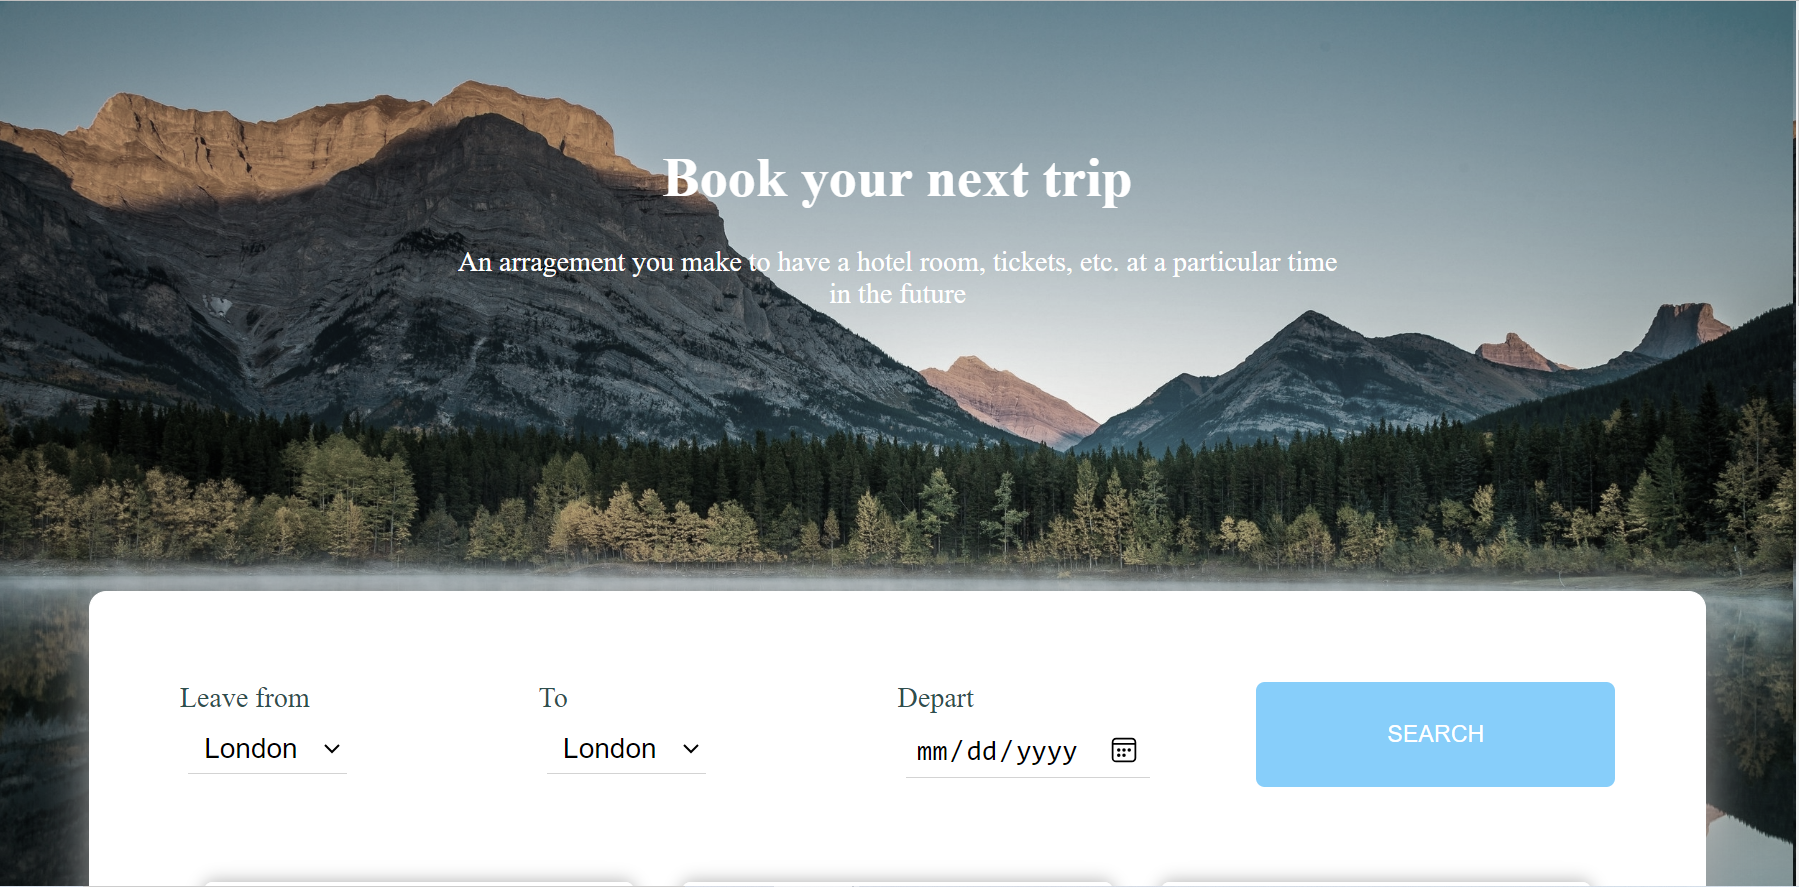 Book your next trip
An arragement you make to have a hotel room, tickets, etc. at a particular time
in the future
Leave from
To
Depart
London
London
mm/dd/yyyy
SEARCH